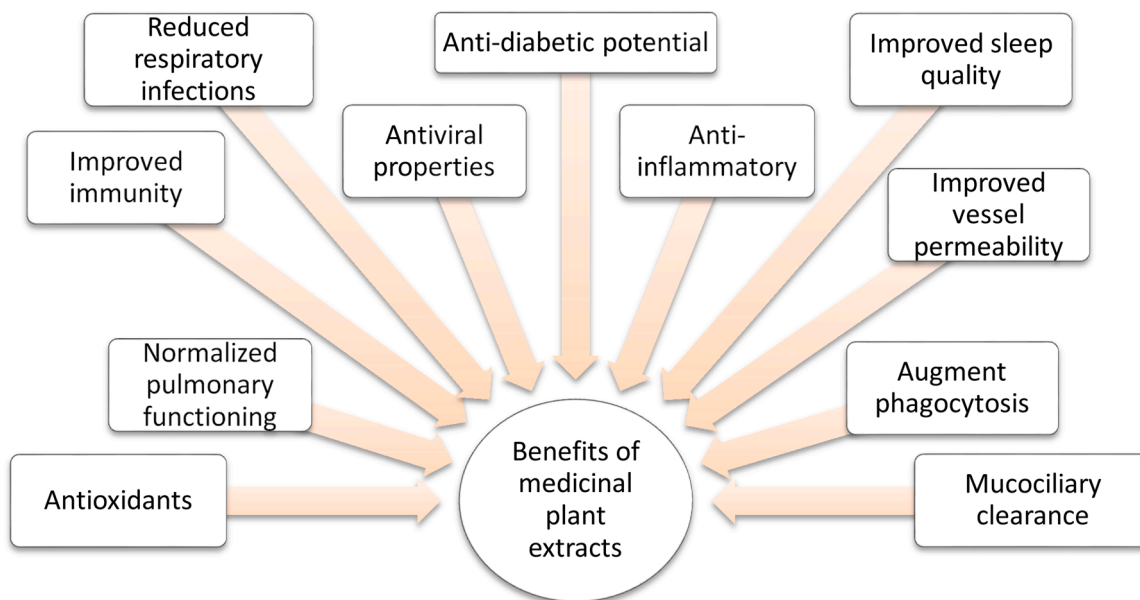 Reduced
respiratory
infections
Anti-diabetic potential
Improved sleep
quality
Improved
immunity
Antiviral
properties
Anti-
inflammatory
Improved
vessel
permeability
Normalized
pulmonary
functioning
Augment
phagocytosis
Antioxidants
Benefits of
medicinal
plant
extracts
Mucociliary
clearance